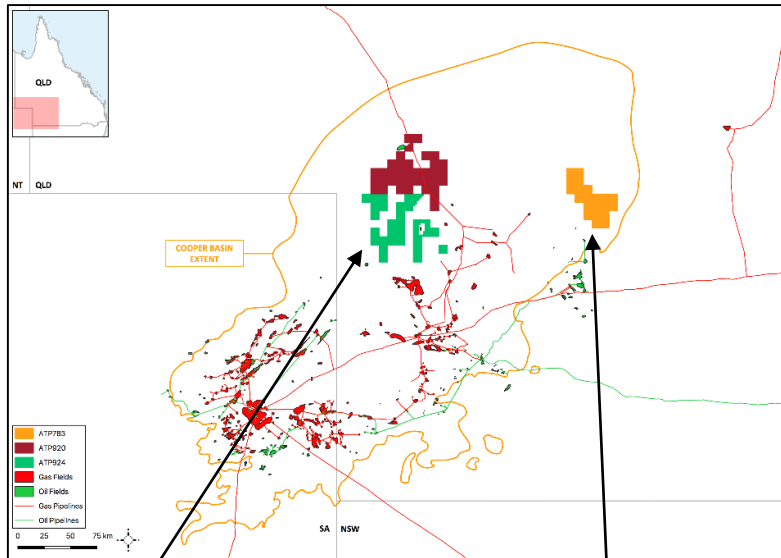 QLD
NT
QLD
COOPER BASIN
EXTENT
ATP783
ATP920
ATP924
Gas Fields
Oil Fields
Gas Pipelines
Oil Pipelines
0 25 50 75 km
SA
NSW